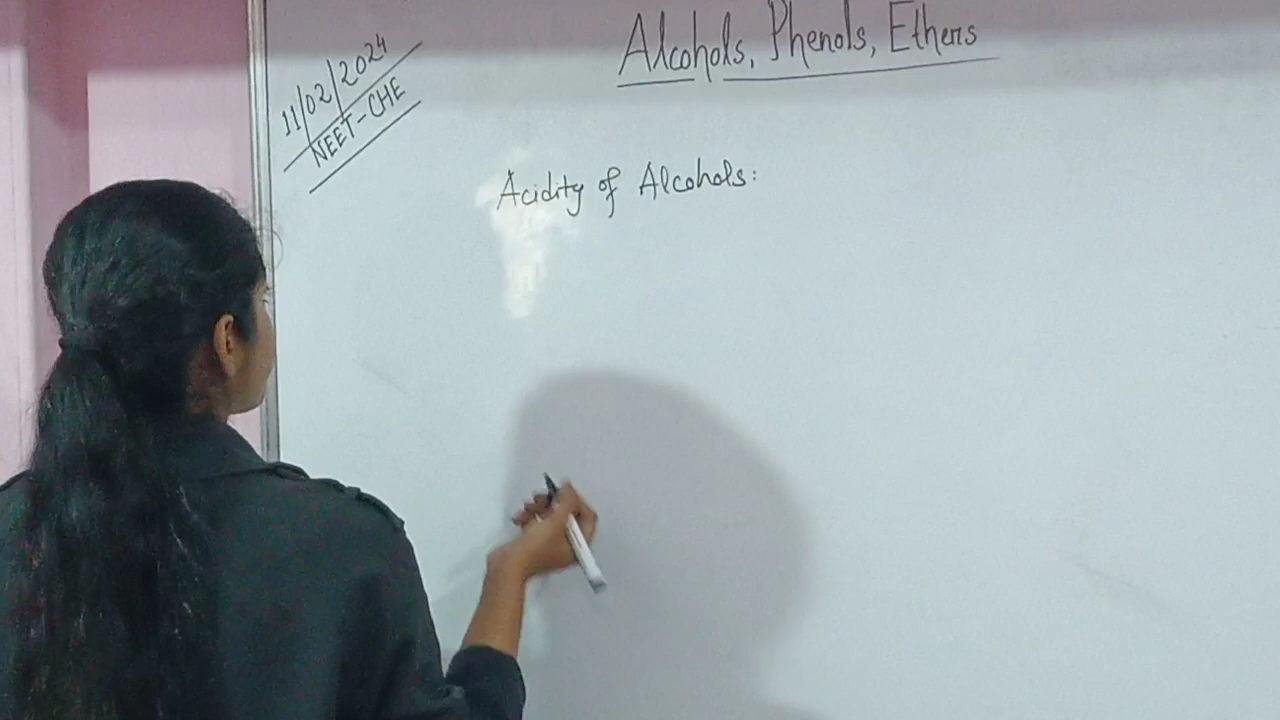 Alcohols, Phenols, Ethers
11/02/2024
NEET-CHE
Acidity of Alcohols: